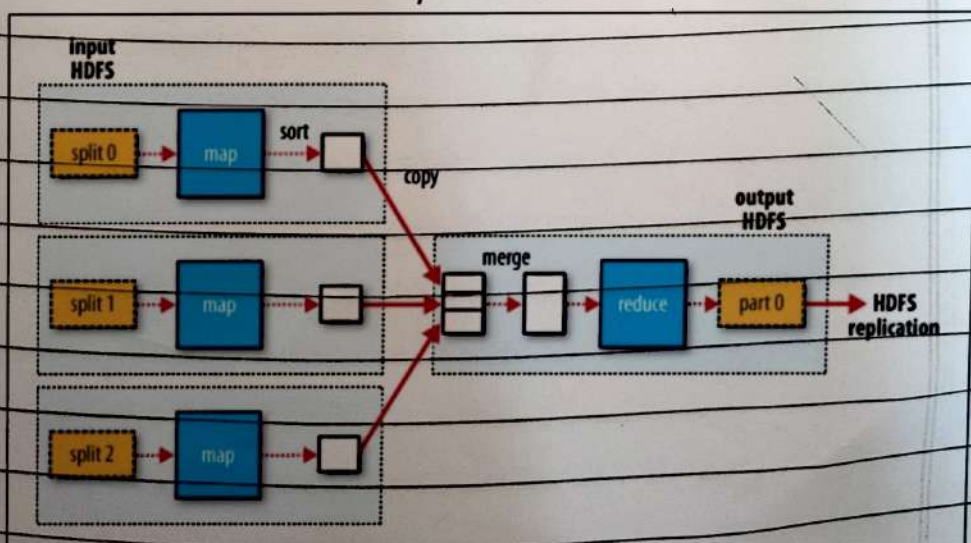 input
HDFS
split 0
map
sort
copy
split 1
map
merge
reduce
output
HDFS
part 0
HDFS
replication
split 2
map